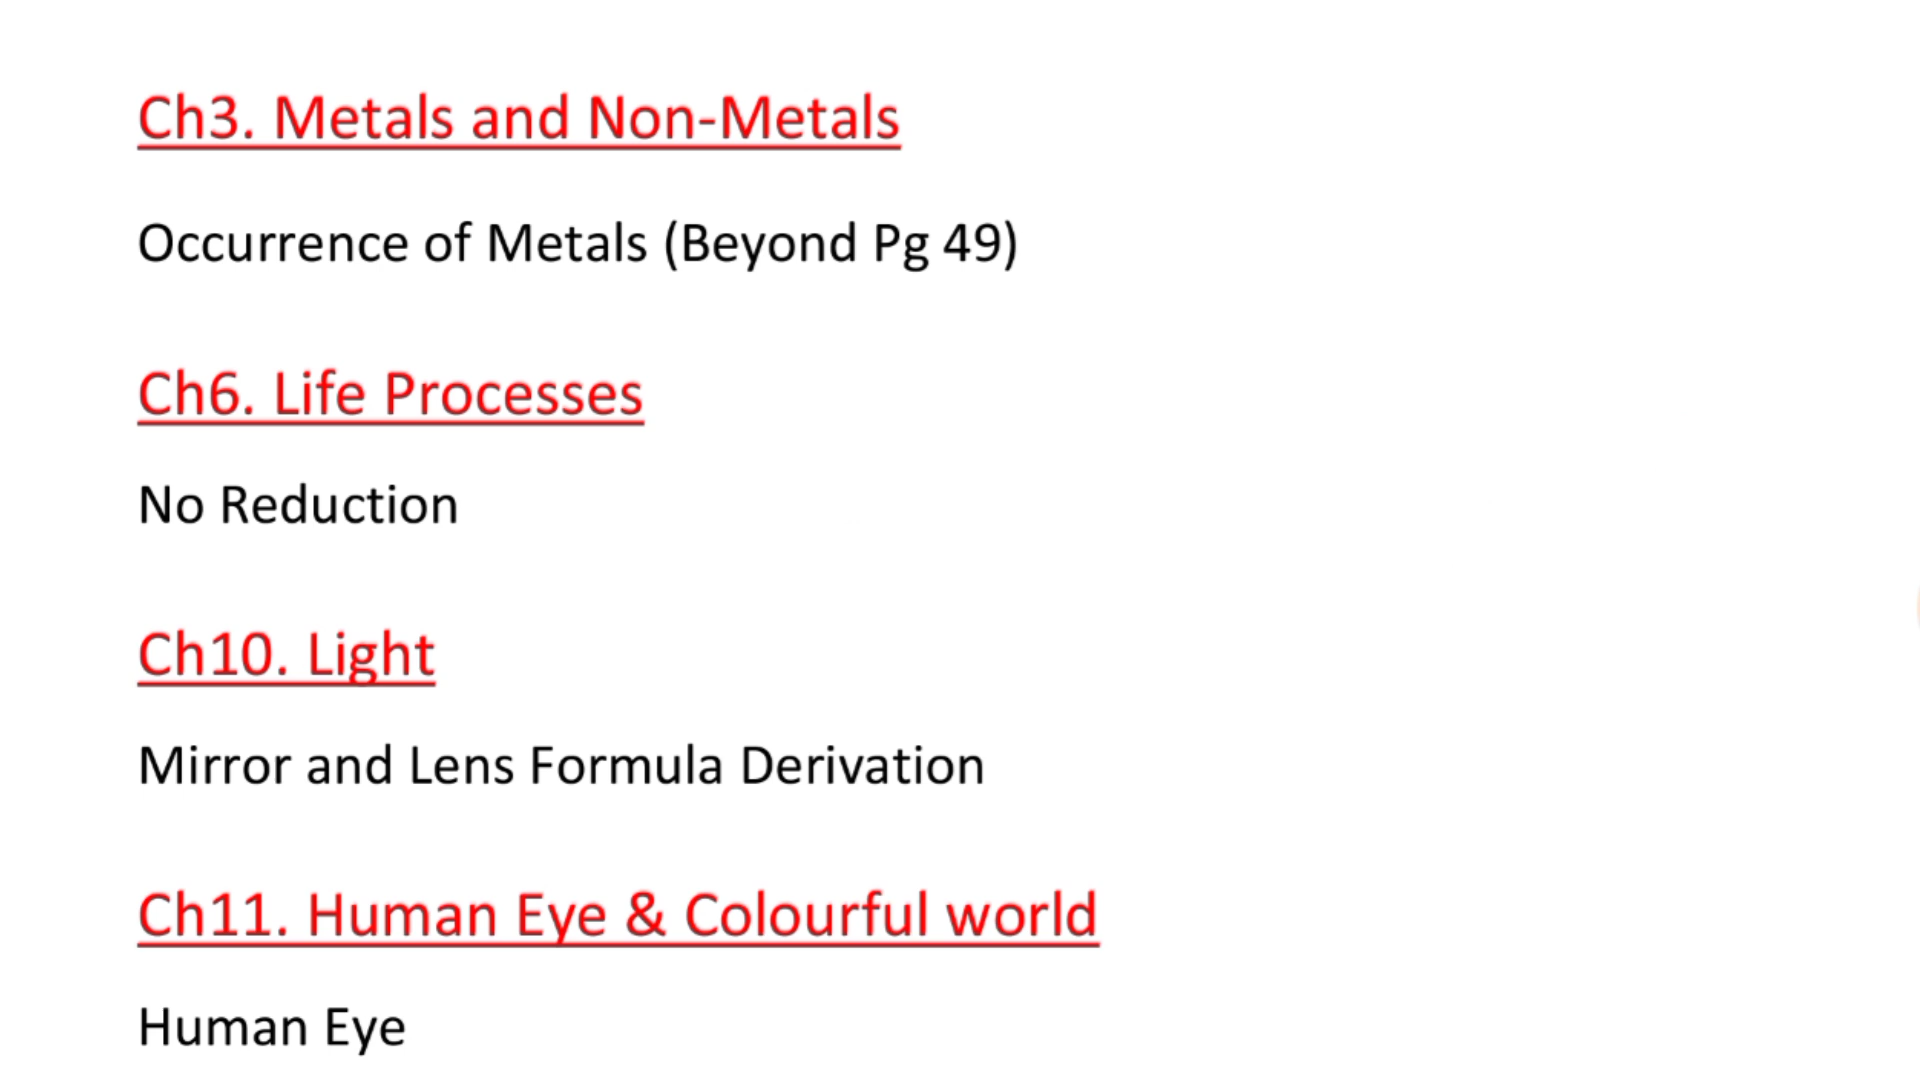 Ch3. Metals and Non-Metals
Occurrence of Metals (Beyond Pg 49)
Ch6. Life Processes
No Reduction
Ch10. Light
Mirror and Lens Formula Derivation
Ch11. Human Eye & Colourful world
Human Eye